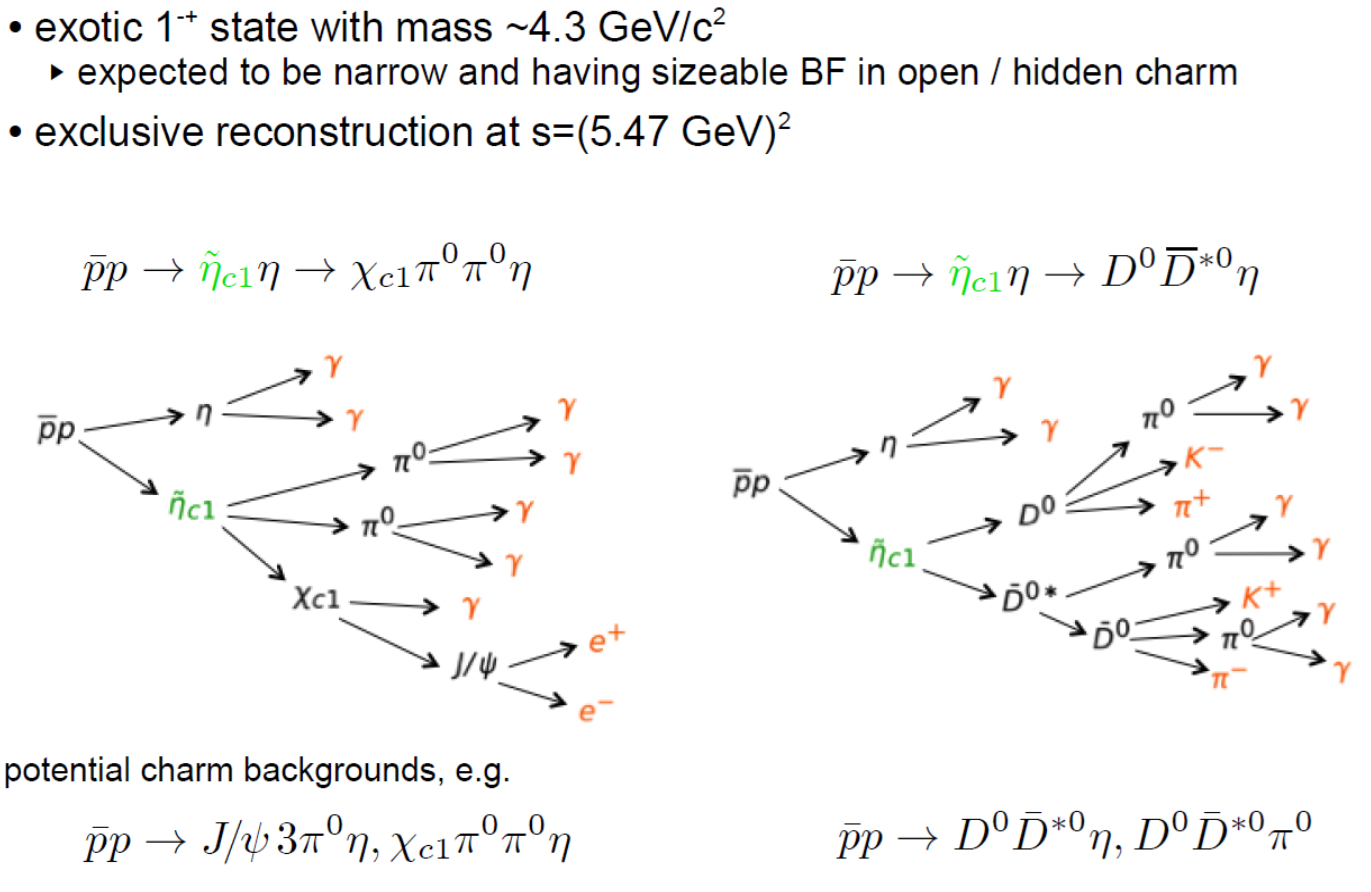 • exotic 1⁻⁺ state with mass ~4.3 GeV/c²
▸ expected to be narrow and having sizeable BF in open / hidden charm
• exclusive reconstruction at s=(5.47 GeV)²
p̄p → η̃c1η → χc1π⁰π⁰η
p̄p → η̃c1η → D⁰D̄*⁰η
p̄p
η
γ
γ
η̃c1
π⁰
γ
γ
π⁰
γ
γ
χc1
γ
J/ψ
e⁺
e⁻
p̄p
η
γ
γ
η̃c1
D⁰
π⁰
γ
γ
K⁻
π⁺
D̄⁰*
π⁰
γ
γ
D̄⁰
K⁺
π⁰
γ
γ
π⁻
potential charm backgrounds, e.g.
p̄p → J/ψ3π⁰η, χc1π⁰π⁰η
p̄p → D⁰D̄*⁰η, D⁰D̄*⁰π⁰